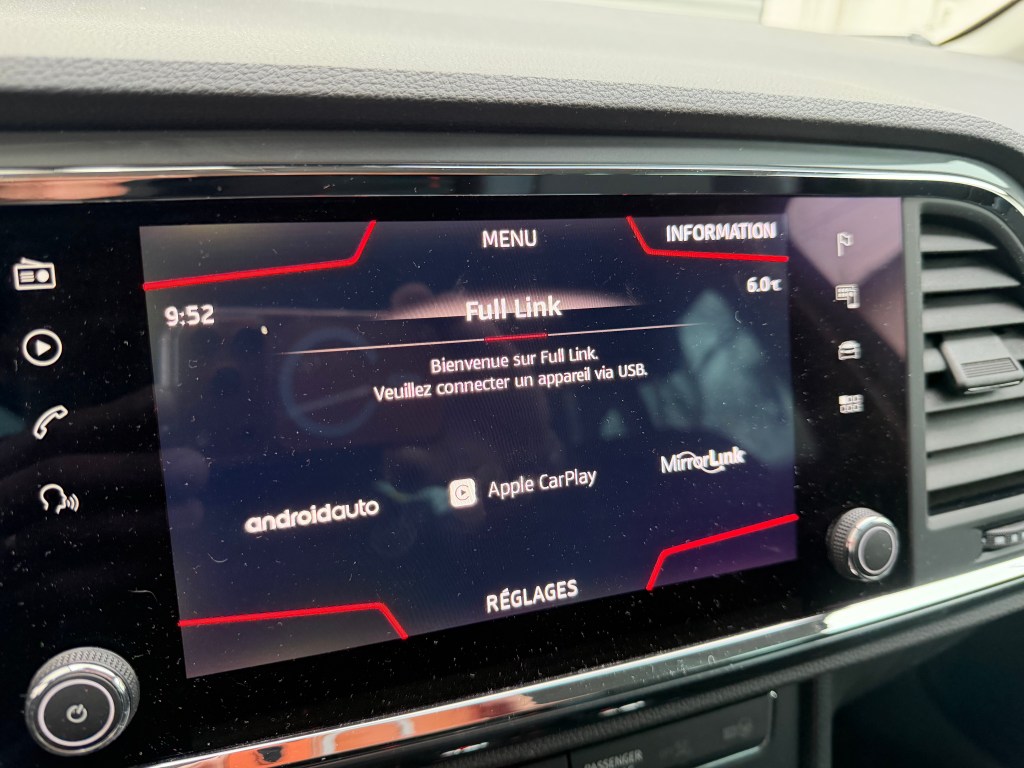 MENU
INFORMATION
9:52
Full Link
6.0°C
Bienvenue sur Full Link.
Veuillez connecter un appareil via USB.
androidauto
Apple CarPlay
MirrorLink
RÉGLAGES
PASSENGER